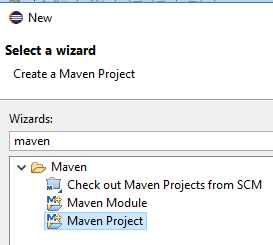 New
Select a wizard
Create a Maven Project
Wizards:
maven
Maven
Check out Maven Projects from SCM
Maven Module
Maven Project